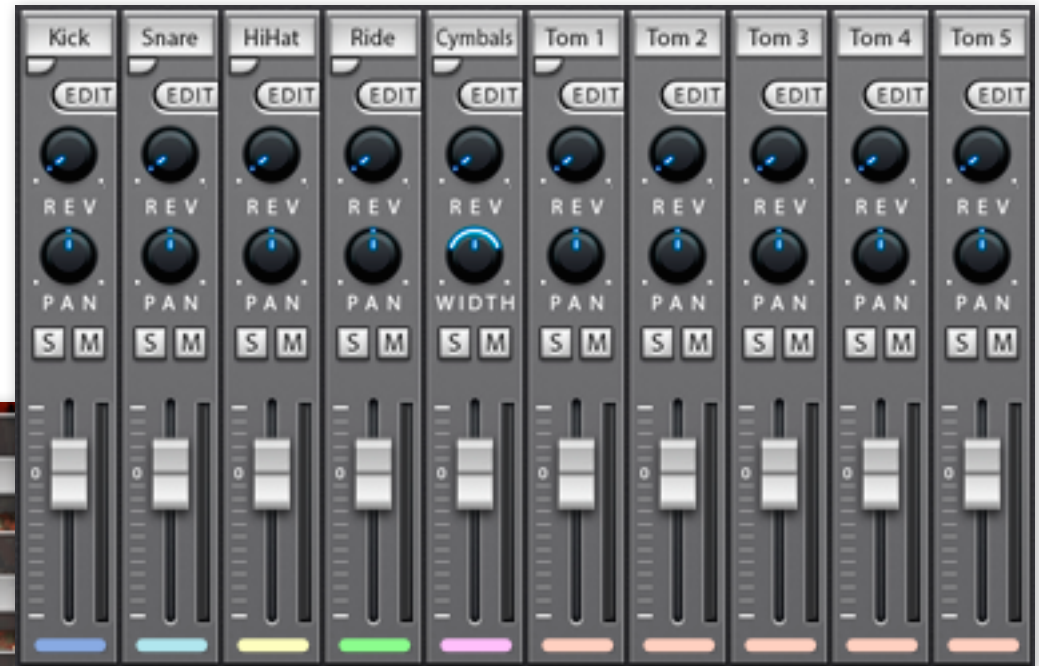 Kick Snare HiHat Ride Cymbals Tom 1 Tom 2 Tom 3 Tom 4 Tom 5
EDIT EDIT EDIT EDIT EDIT EDIT EDIT EDIT EDIT EDIT
REV REV REV REV REV REV REV REV REV REV
PAN PAN PAN PAN WIDTH PAN PAN PAN PAN PAN
S M S M S M S M S M S M S M S M S M S M
0 0 0 0 0 0 0 0 0 0